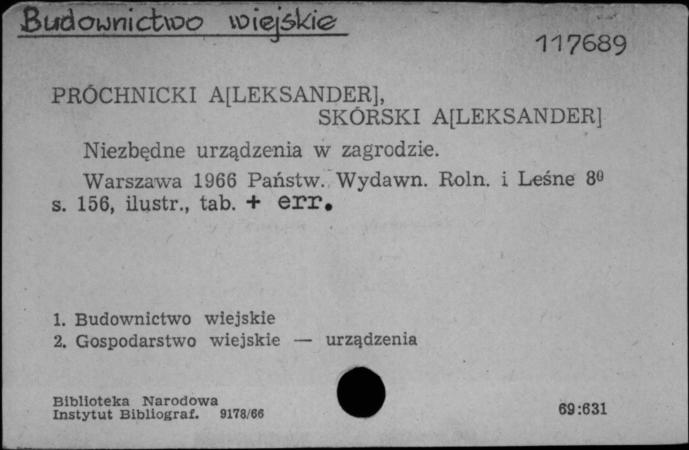 Budownictwo wiejskie
117689
PRÓCHNICKI A[LEKSANDER],
SKÓRSKI A[LEKSANDER]
Niezbędne urządzenia w zagrodzie.
Warszawa 1966 Państw. Wydawn. Roln. i Leśne 8⁰
s. 156, ilustr., tab. + err.
1. Budownictwo wiejskie
2. Gospodarstwo wiejskie — urządzenia
Biblioteka Narodowa
Instytut Bibliograf. 9178/66
69:631